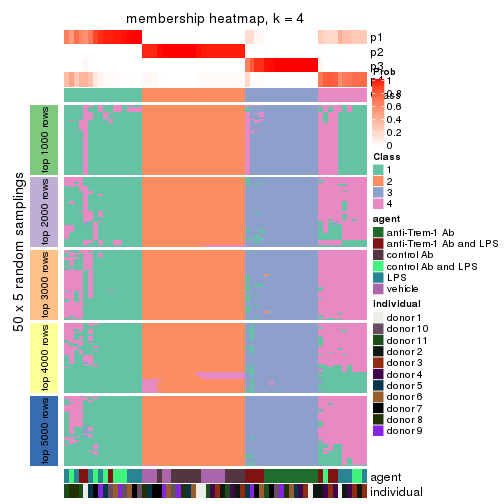 membership heatmap, k = 4
p1
p2
p3
p4
Prob
1
0.8
0.6
0.4
0.2
0
Class
1
2
3
4
agent
anti-Trem-1 Ab
anti-Trem-1 Ab and LPS
control Ab
control Ab and LPS
LPS
vehicle
Individual
donor 1
donor 10
donor 11
donor 2
donor 3
donor 4
donor 5
donor 6
donor 7
donor 8
donor 9
50 x 5 random samplings
top 1000 rows
top 2000 rows
top 3000 rows
top 4000 rows
top 5000 rows
agent
individual